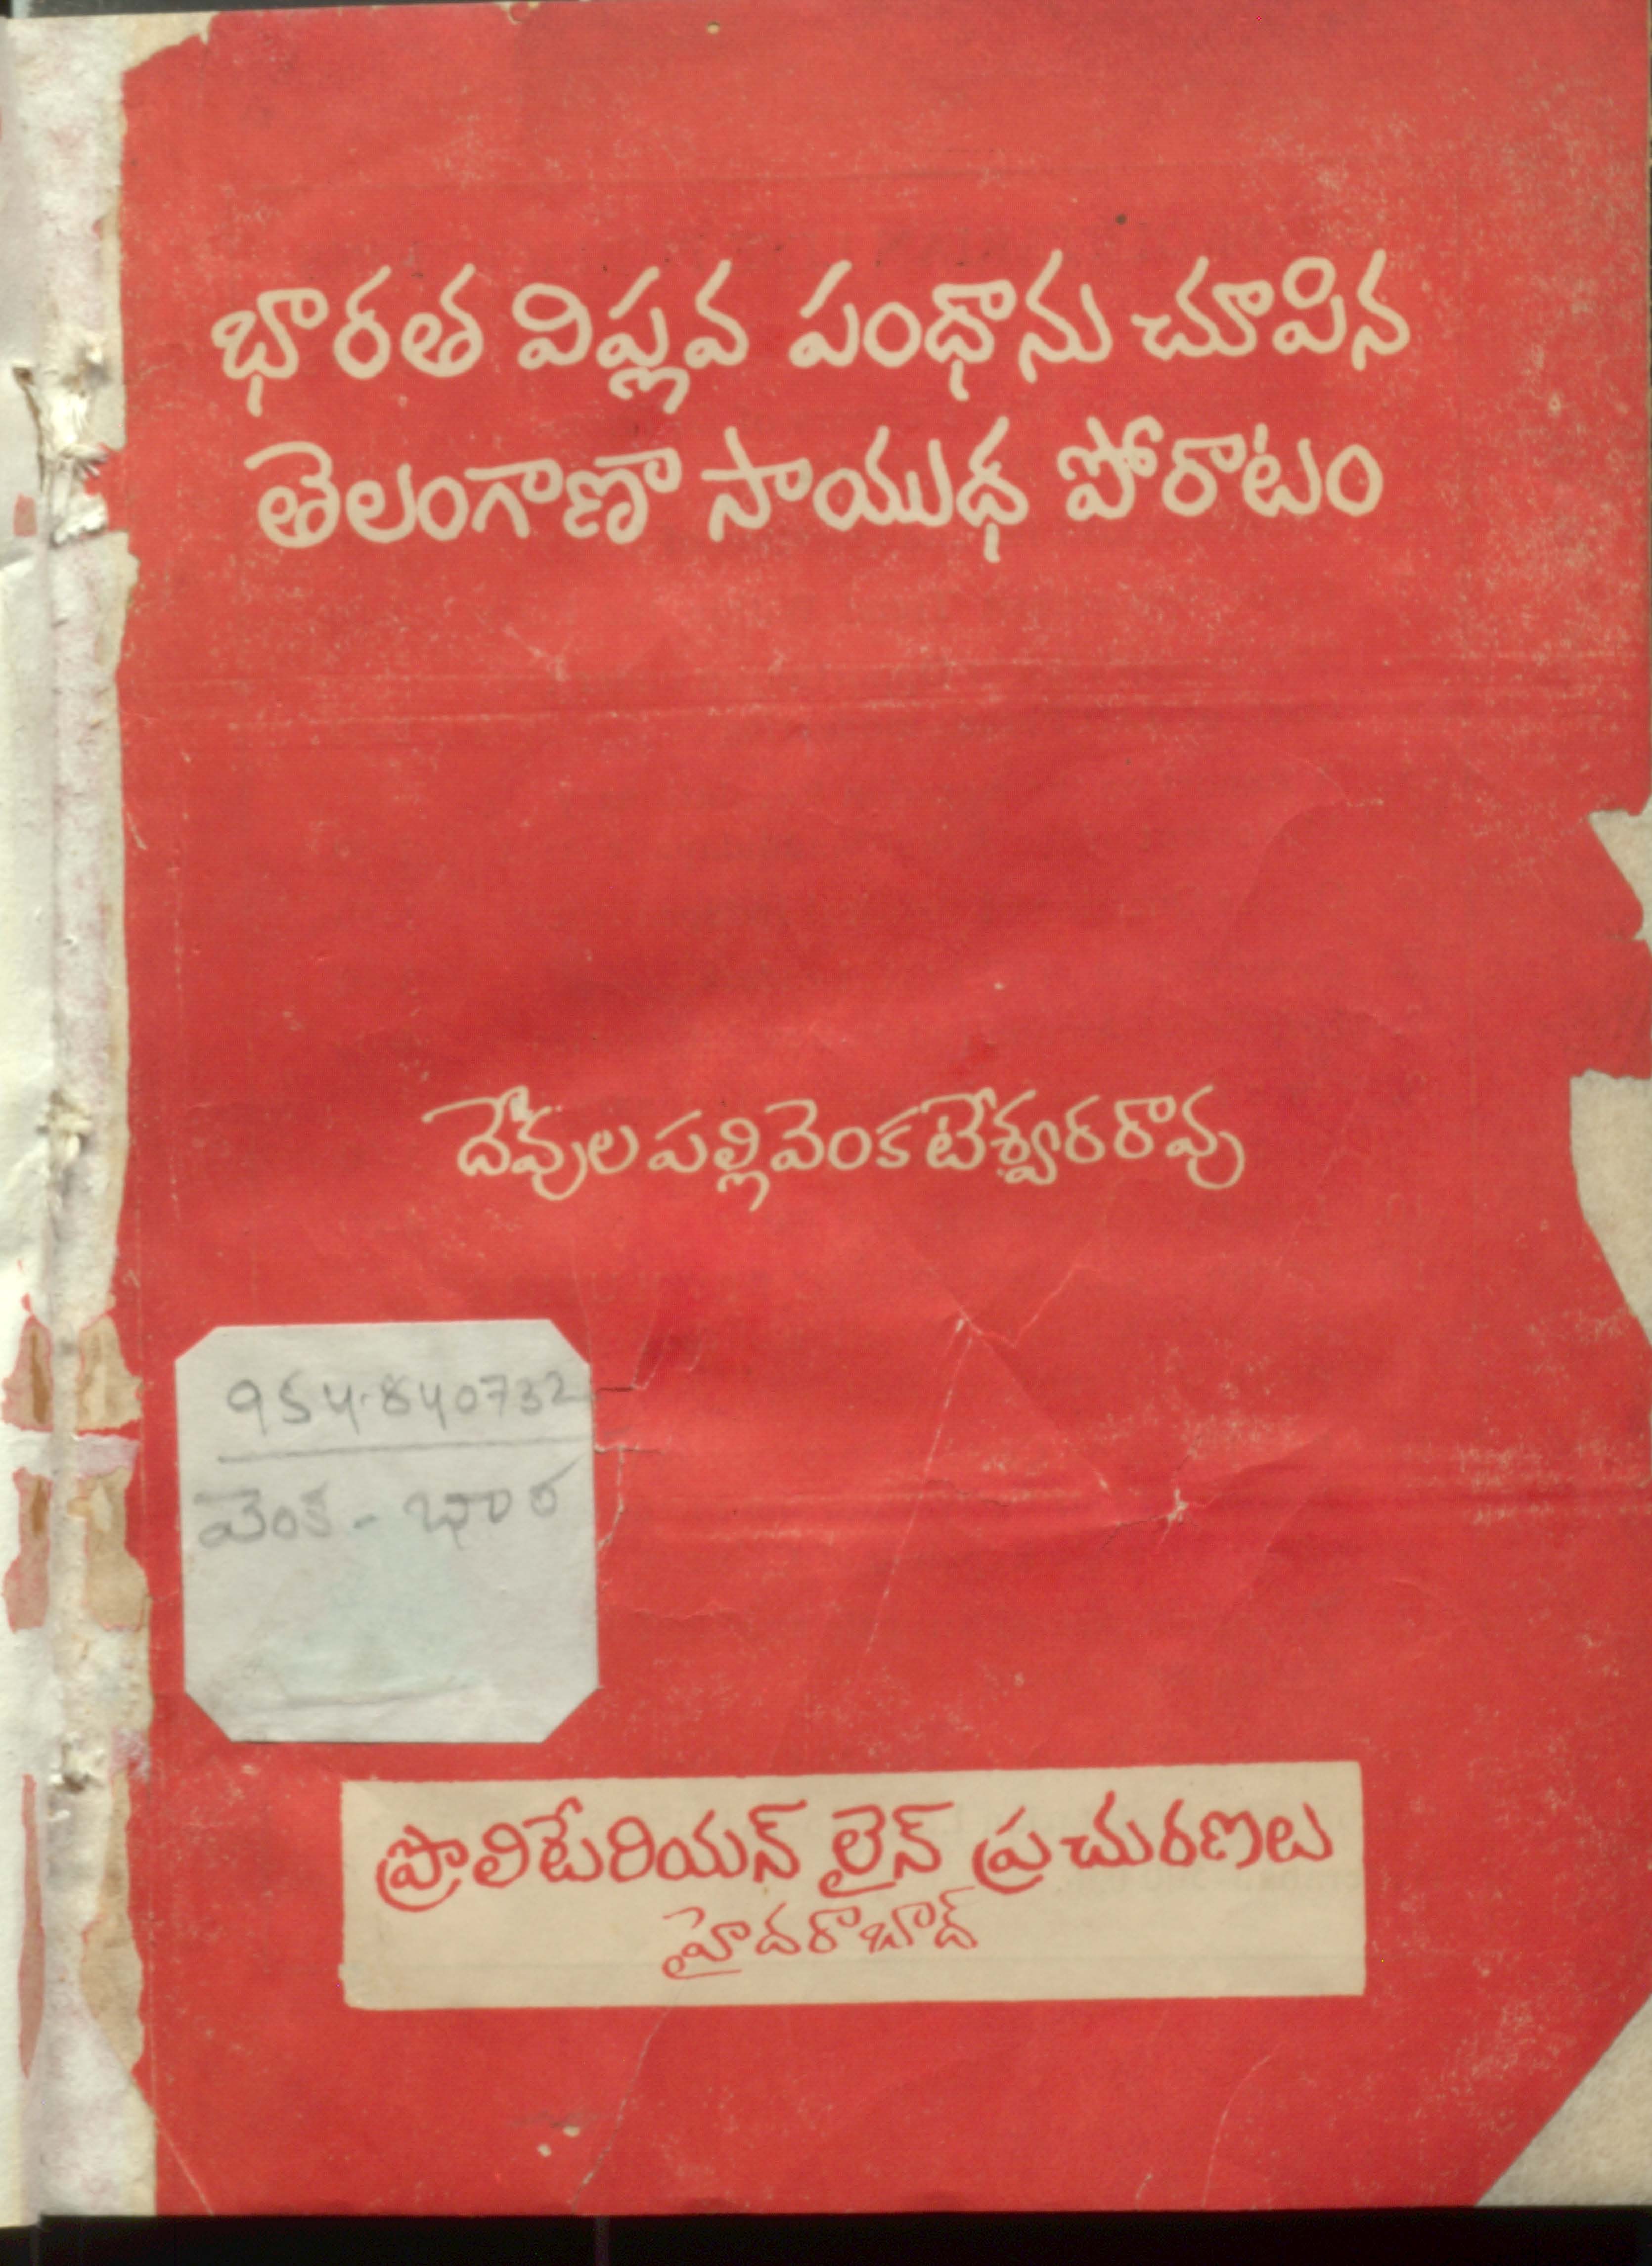 భారత విప్లవ పంథాను చూపిన
తెలంగాణా సాయుధ పోరాటం
దేవులపల్లి వెంకటేశ్వరరావు
954.840732
వెంక - భార
ప్రొలిటేరియన్ లైన్ ప్రచురణలు
హైదరాబాద్